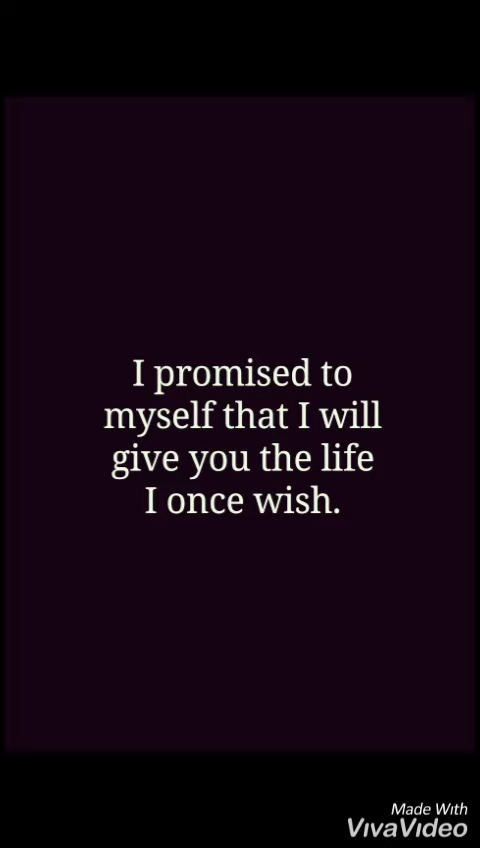 I promised to
myself that I will
give you the life
I once wish.
Made With
VivaVideo